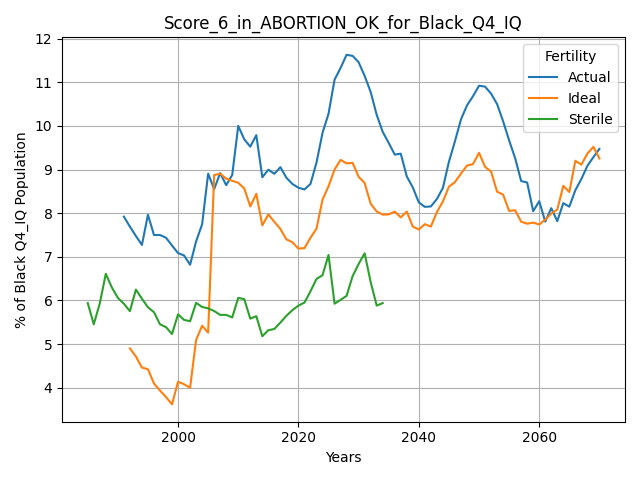 Score_6_in_ABORTION_OK_for_Black_Q4_IQ
% of Black Q4_IQ Population
12
11
10
9
8
7
6
5
4
2000
2020
2040
2060
Years
Fertility
Actual
Ideal
Sterile